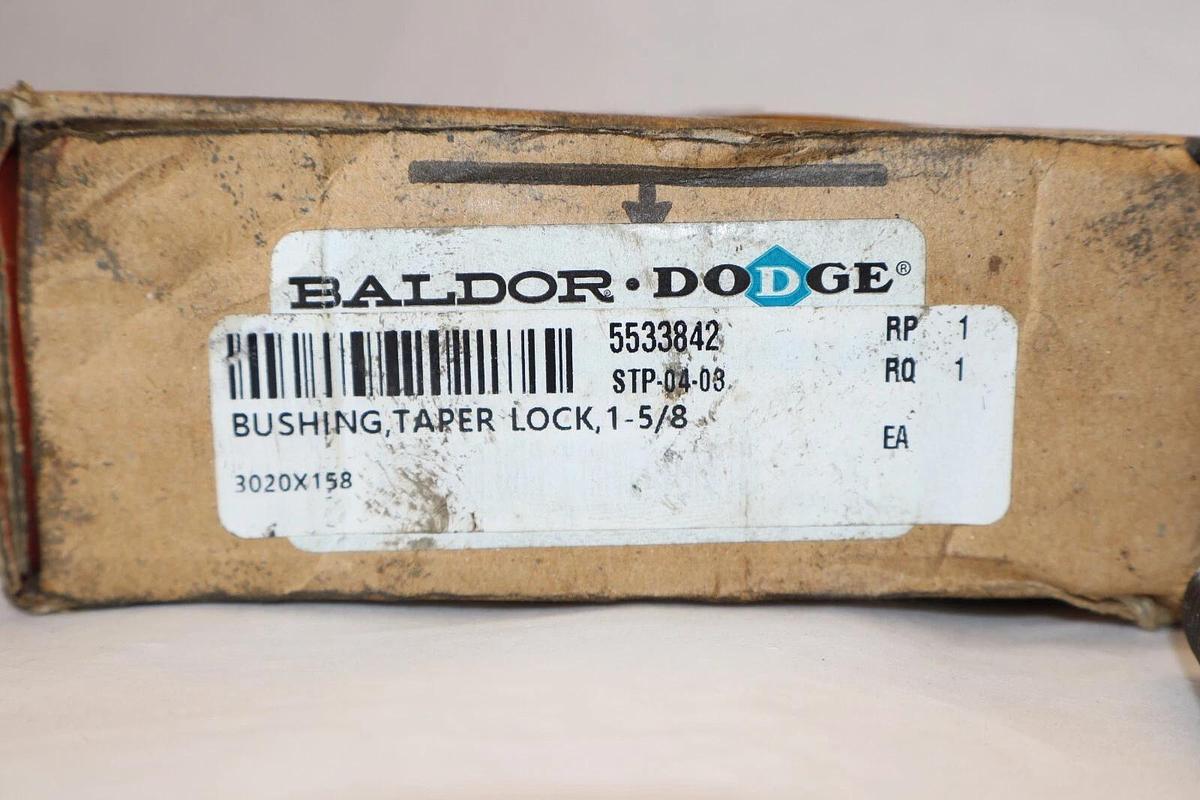 BALDOR® · DODGE®
5533842 RP 1
STP-04-03 RQ 1
BUSHING,TAPER LOCK,1-5/8
EA
3020X158